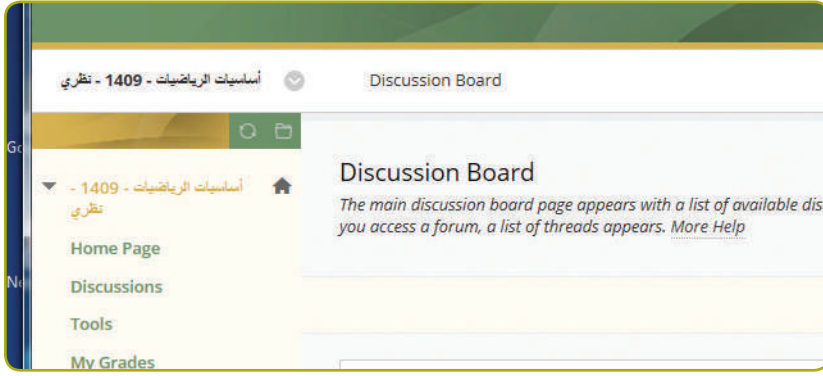 أساسيات الرياضيات - 1409 - نظري
Discussion Board
أساسيات الرياضيات - 1409 -
نظري
Home Page
Discussions
Tools
My Grades
Discussion Board
The main discussion board page appears with a list of available dis
you access a forum, a list of threads appears. More Help